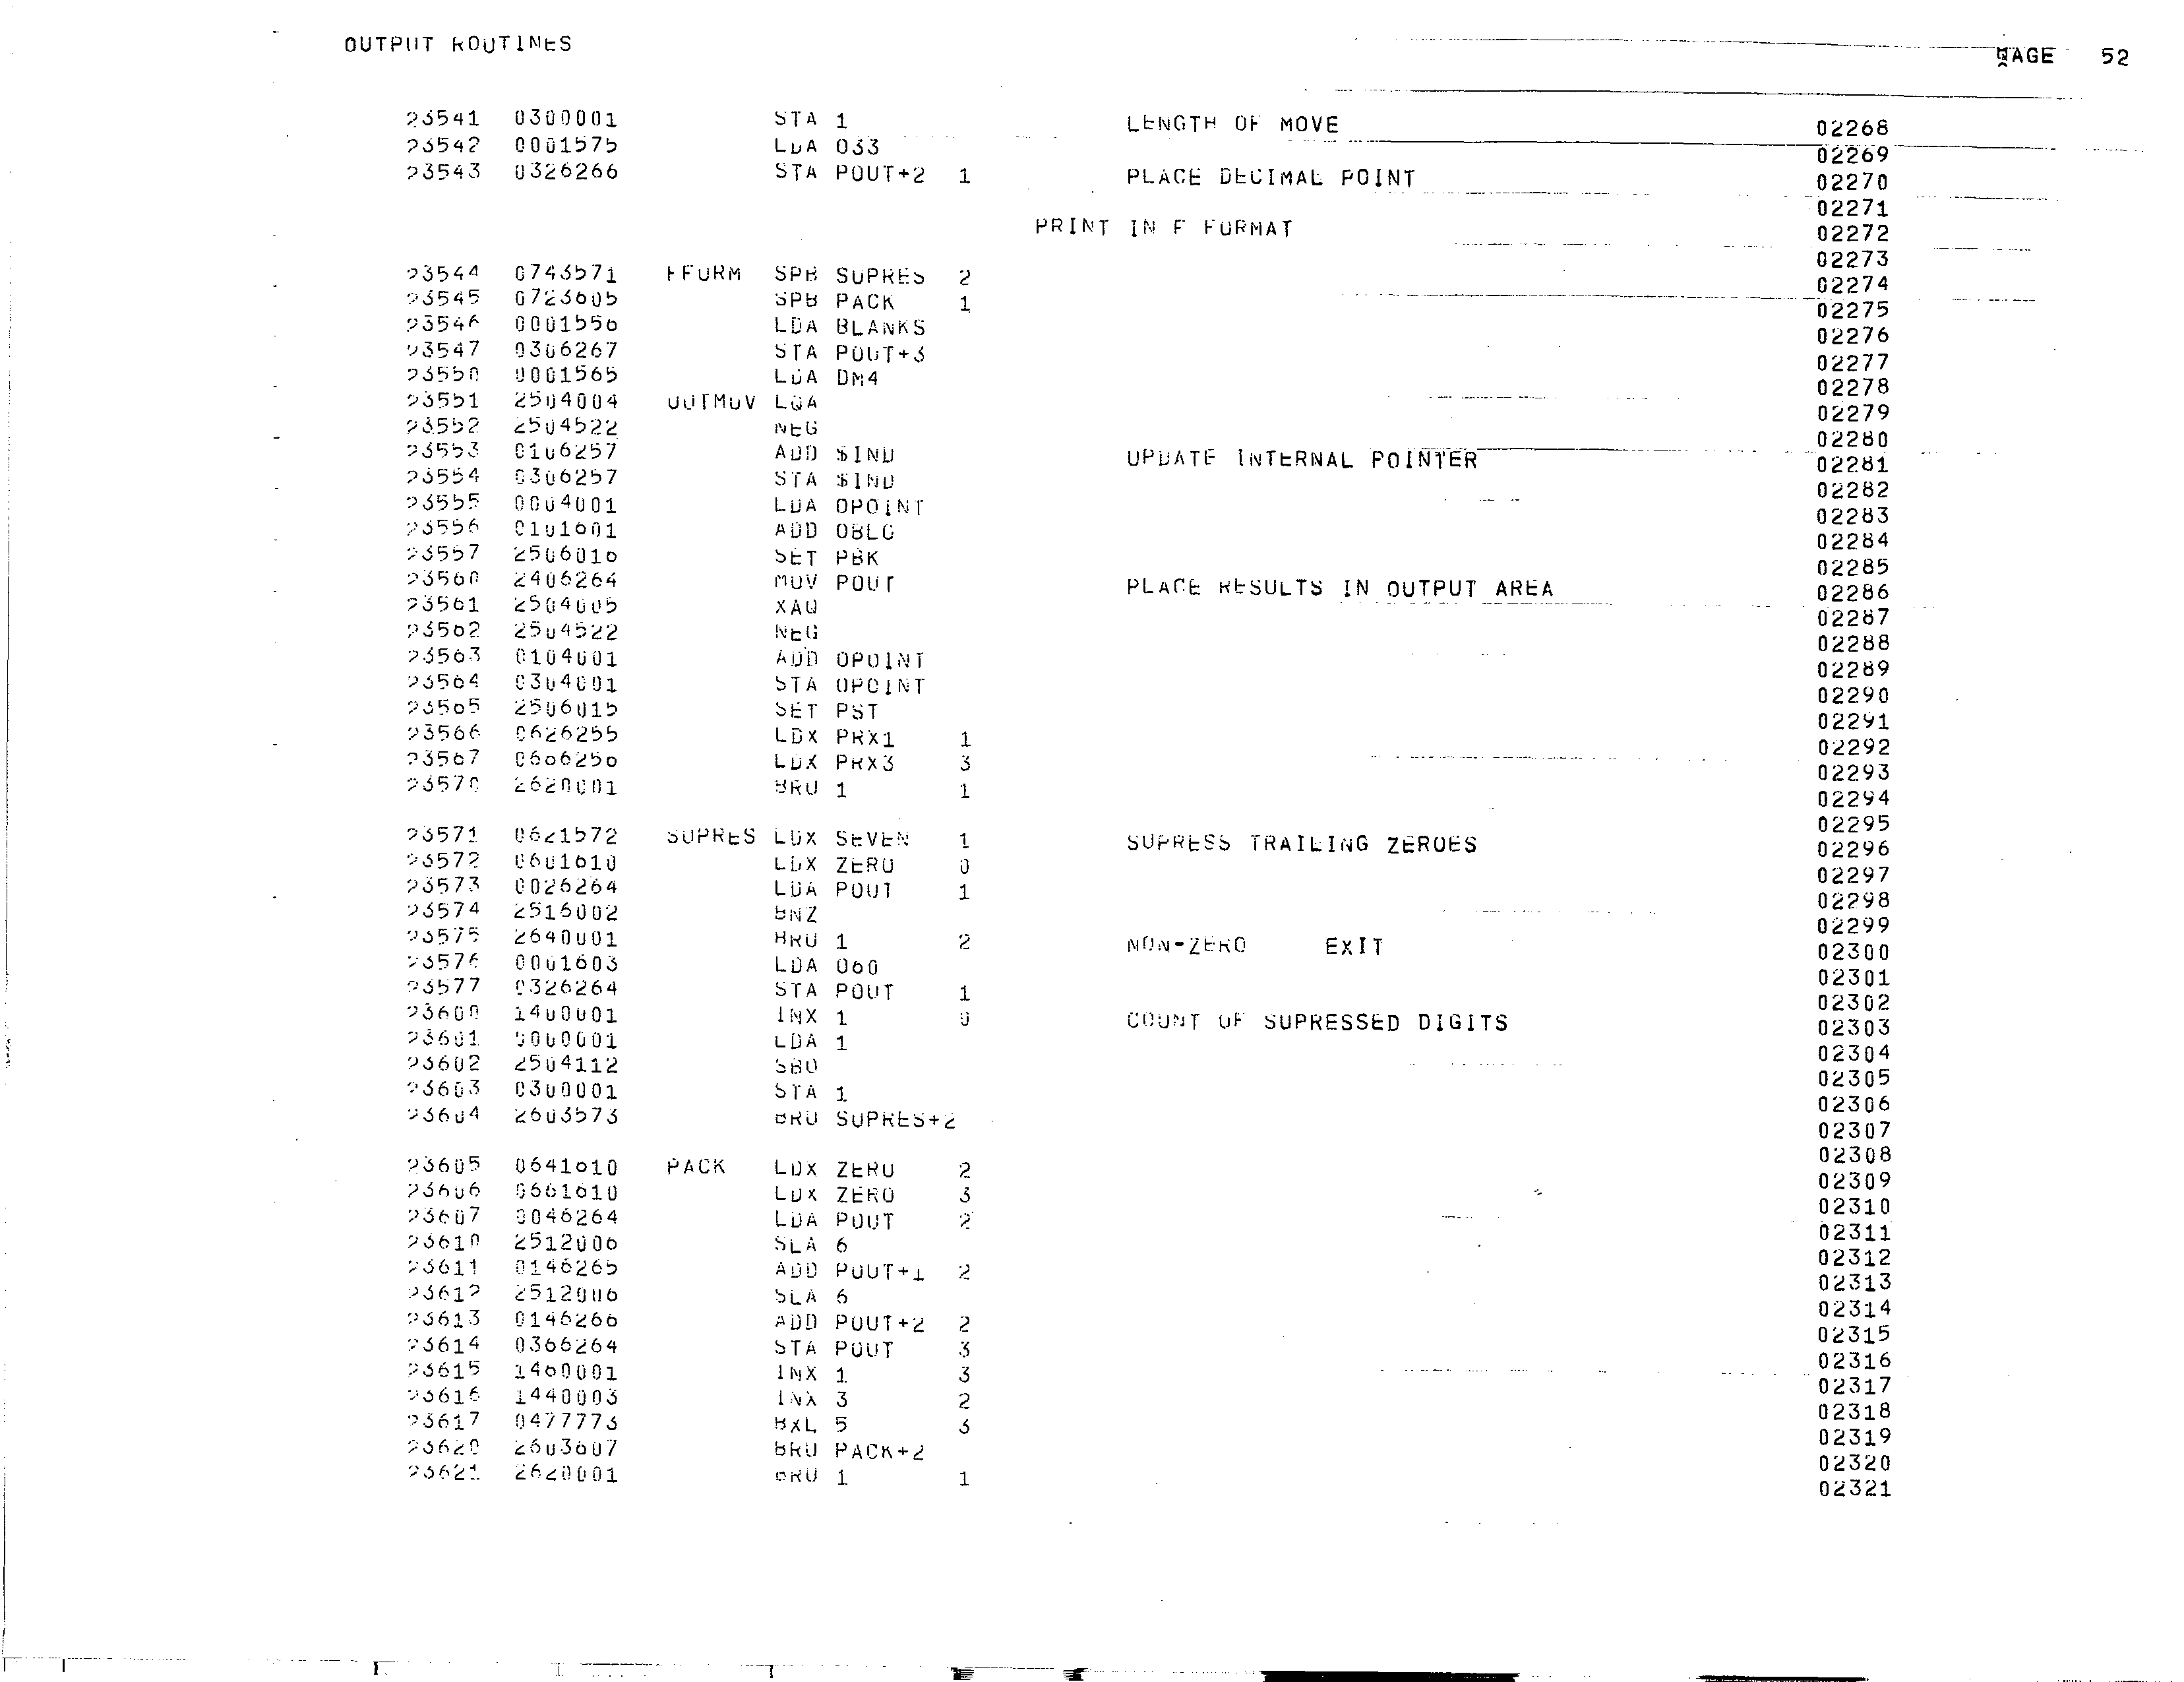 OUTPUT ROUTINES PAGE 52
23541 0300001 STA 1 LENGTH OF MOVE 02268
23542 0001575 LDA O33 02269
23543 0326266 STA POUT+2 1 PLACE DECIMAL POINT 02270
02271
PRINT IN F FORMAT 02272
02273
23544 0743571 FFORM SPB SUPRES 2 02274
23545 0723605 SPB PACK 1 02275
23546 0001556 LDA BLANKS 02276
23547 0306267 STA POUT+3 02277
23550 0001565 LDA DM4 02278
23551 2504004 OUTMOV LQA 02279
23552 2504522 NEG 02280
23553 0106257 ADD $IND UPDATE INTERNAL POINTER 02281
23554 0306257 STA $IND 02282
23555 0004001 LDA OPOINT 02283
23556 0101601 ADD OBLG 02284
23557 2506016 SET PBK 02285
23560 2406264 MOV POUT PLACE RESULTS IN OUTPUT AREA 02286
23561 2504005 XAQ 02287
23562 2504522 NEG 02288
23563 0104001 ADD OPOINT 02289
23564 0304001 STA OPOINT 02290
23565 2506015 SET PST 02291
23566 0626255 LDX PRX1 1 02292
23567 0666256 LDX PRX3 3 02293
23570 2620001 BRU 1 1 02294
02295
23571 0621572 SUPRES LDX SEVEN 1 SUPRESS TRAILING ZEROES 02296
23572 0601610 LDX ZERO 0 02297
23573 0026264 LDA POUT 1 02298
23574 2516002 BNZ 02299
23575 2640001 BRU 1 2 NON-ZERO EXIT 02300
23576 0001603 LDA O60 02301
23577 0326264 STA POUT 1 02302
23600 1400001 INX 1 0 COUNT OF SUPRESSED DIGITS 02303
23601 0000001 LDA 1 02304
23602 2504112 SBO 02305
23603 0300001 STA 1 02306
23604 2603573 BRU SUPRES+2 02307
02308
23605 0641610 PACK LDX ZERO 2 02309
23606 0661610 LDX ZERO 3 02310
23607 0046264 LDA POUT 2 02311
23610 2512006 SLA 6 02312
23611 0146265 ADD POUT+1 2 02313
23612 2512006 SLA 6 02314
23613 0146266 ADD POUT+2 2 02315
23614 0366264 STA POUT 3 02316
23615 1460001 INX 1 3 02317
23616 1440003 INX 3 2 02318
23617 0477773 BXL 5 3 02319
23620 2603607 BRU PACK+2 02320
23621 2620001 BRU 1 1 02321